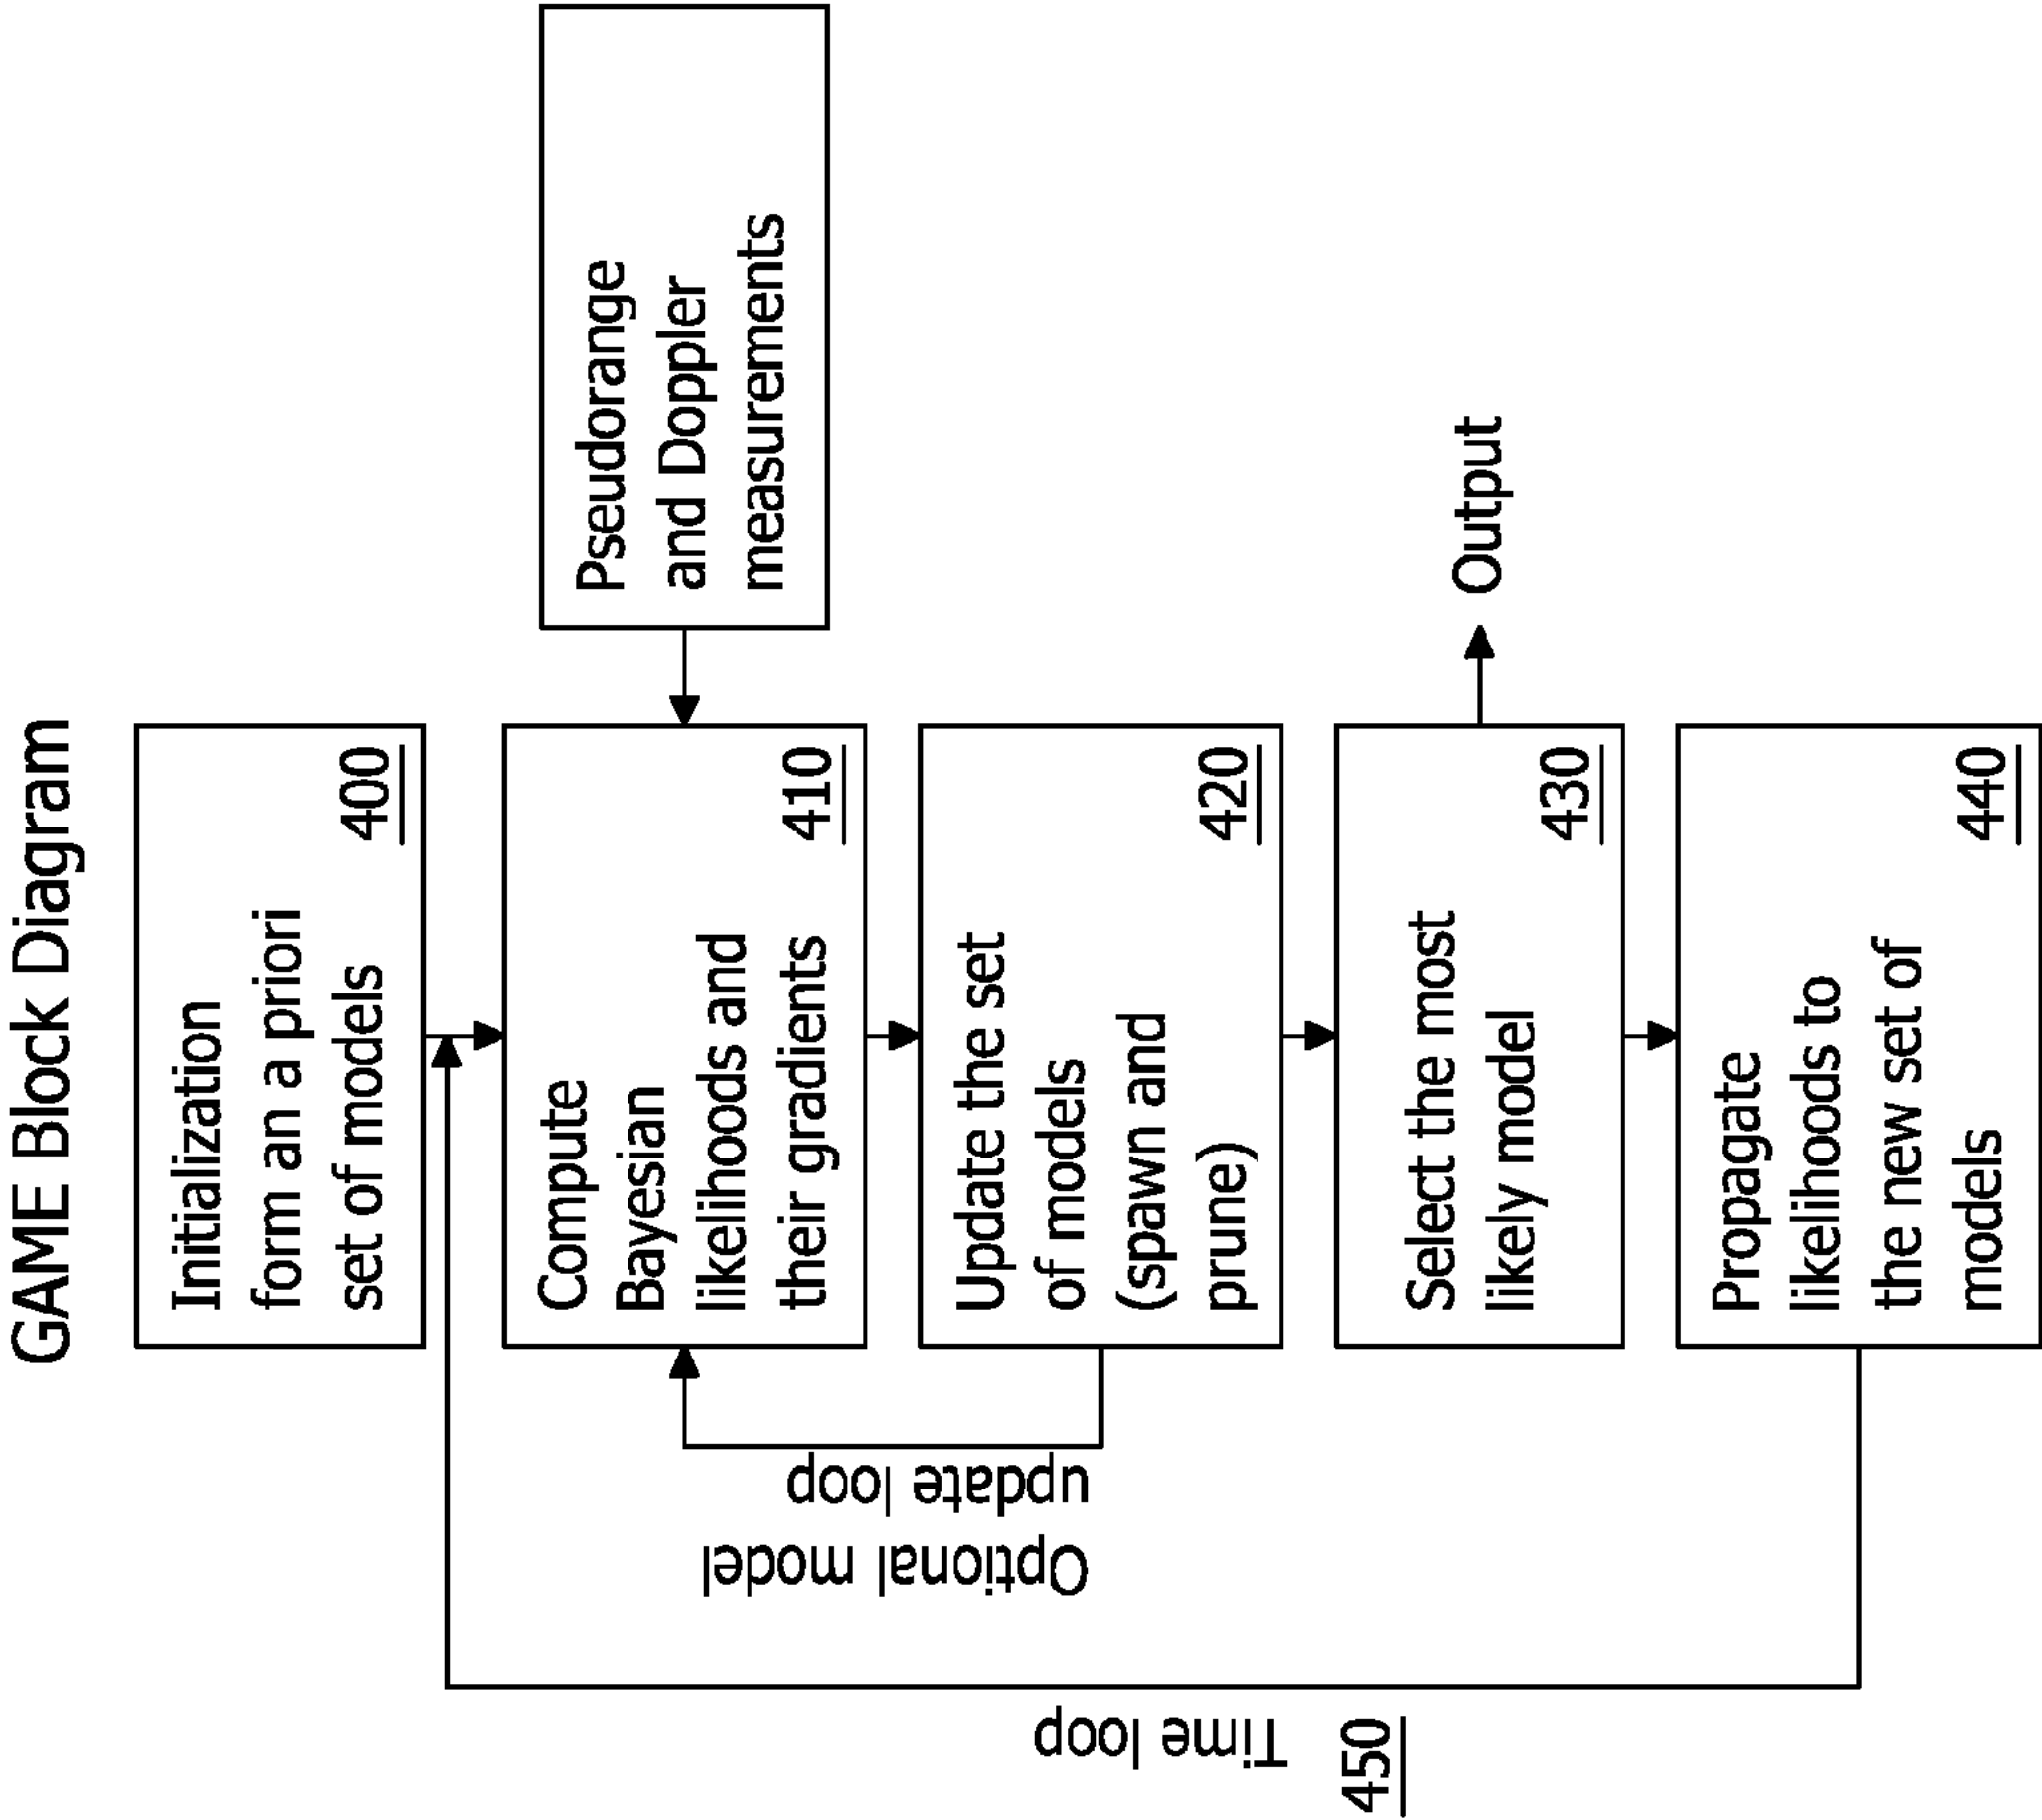 GAME Block Diagram
Initialization
form an a priori
set of models
400
Compute
Bayesian
likelihoods and
their gradients
410
Pseudorange
and Doppler
measurements
Optional model
update loop
Update the set
of models
(spawn and
prune)
420
Select the most
likely model
430
Output
Propagate
likelihoods to
the new set of
models
440
Time loop
450